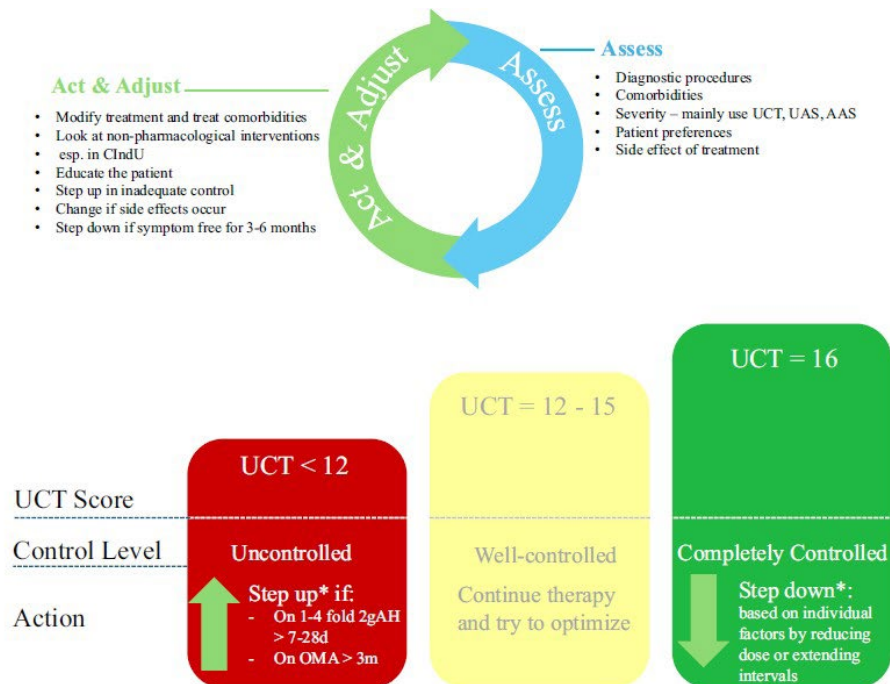 Act & Adjust
• Modify treatment and treat comorbidities
• Look at non-pharmacological interventions
• esp. in CIndU
• Educate the patient
• Step up in inadequate control
• Change if side effects occur
• Step down if symptom free for 3-6 months
Act & Adjust
Assess
Assess
• Diagnostic procedures
• Comorbidities
• Severity – mainly use UCT, UAS, AAS
• Patient preferences
• Side effect of treatment
UCT Score
UCT < 12
UCT = 12 - 15
UCT = 16
Control Level
Uncontrolled
Well-controlled
Completely Controlled
Action
Step up* if:
- On 1-4 fold 2gAH
> 7-28d
- On OMA > 3m
Continue therapy
and try to optimize
Step down*:
based on individual
factors by reducing
dose or extending
intervals